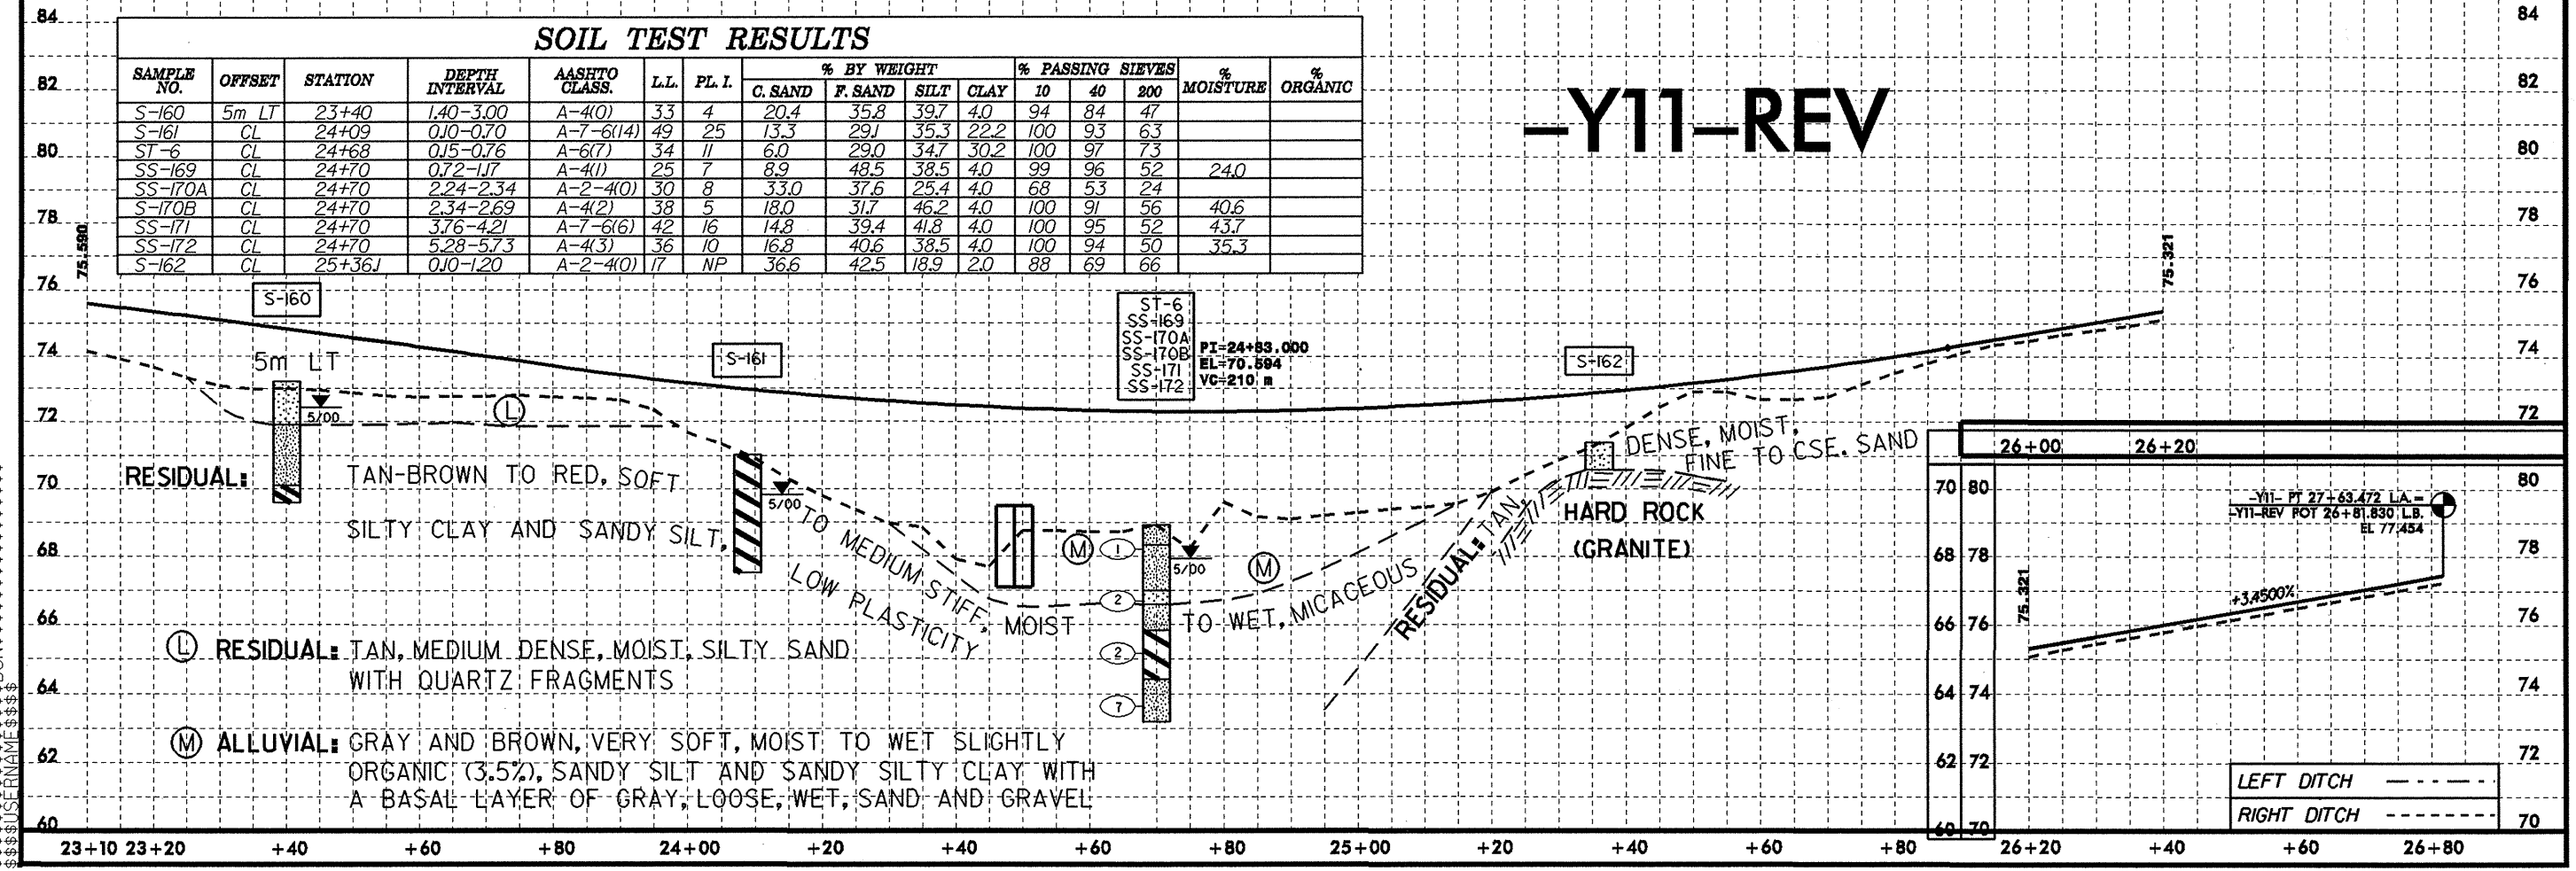 84
84
SOIL TEST RESULTS
SAMPLE NO. OFFSET STATION DEPTH INTERVAL AASHTO CLASS. L.L. PL. I. % BY WEIGHT % PASSING SIEVES % MOISTURE % ORGANIC
C. SAND F. SAND SILT CLAY 10 40 200
S-160 5m LT 23+40 1.40-3.00 A-4(0) 33 4 20.4 35.8 39.7 4.0 94 84 47
S-161 CL 24+09 0.10-0.70 A-7-6(14) 49 25 13.3 29.1 35.3 22.2 100 93 63
ST-6 CL 24+68 0.15-0.76 A-6(7) 34 11 6.0 29.0 34.7 30.2 100 97 73
SS-169 CL 24+70 0.72-1.17 A-4(1) 25 7 8.9 48.5 38.5 4.0 99 96 52 24.0
SS-170A CL 24+70 2.24-2.34 A-2-4(0) 30 8 33.0 37.6 25.4 4.0 68 53 24
S-170B CL 24+70 2.34-2.69 A-4(2) 38 5 18.0 31.7 46.2 4.0 100 91 56 40.6
SS-171 CL 24+70 3.76-4.21 A-7-6(6) 42 16 14.8 39.4 41.8 4.0 100 95 52 43.7
SS-172 CL 24+70 5.28-5.73 A-4(3) 36 10 16.8 40.6 38.5 4.0 100 94 50 35.3
S-162 CL 25+36.1 0.10-1.20 A-2-4(0) 17 NP 36.6 42.5 18.9 2.0 88 69 66
-Y11-REV
82
82
80
80
78
78
75.590
75.321
76
76
S-160
ST-6
SS-169
SS-170A
SS-170B
SS-171
SS-172
PI=24+83.000
EL=70.594
VC=210 m
S-161
S-162
74
74
5m LT
5/00
L
72
72
DENSE, MOIST,
FINE TO CSE. SAND
26+00 26+20
RESIDUAL: TAN-BROWN TO RED, SOFT
SILTY CLAY AND SANDY SILT,
TO MEDIUM STIFF, MOIST
LOW PLASTICITY
TO WET, MICACEOUS
RESIDUAL: TAN,
HARD ROCK
(GRANITE)
5/00
5/00
M
M
1
2
2
7
70
70 80
80
-Y11- PT 27+63.472 L.A.=
-Y11-REV POT 26+81.830 L.B.
EL 77.454
68
68 78
78
75.321
+3.4500%
66
66 76
76
L RESIDUAL: TAN, MEDIUM DENSE, MOIST, SILTY SAND
WITH QUARTZ FRAGMENTS
64
64 74
74
M ALLUVIAL: GRAY AND BROWN, VERY SOFT, MOIST TO WET SLIGHTLY
ORGANIC (3.5%), SANDY SILT AND SANDY SILTY CLAY WITH
A BASAL LAYER OF GRAY, LOOSE, WET, SAND AND GRAVEL
62
62 72
72
LEFT DITCH
RIGHT DITCH
60
60 70
70
23+10 23+20 +40 +60 +80 24+00 +20 +40 +60 +80 25+00 +20 +40 +60 +80 26+20 +40 +60 26+80
$$$$USERNAME$$$$